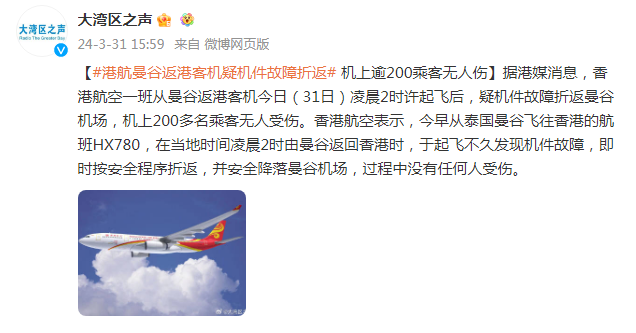 大湾区之声
大湾区之声
Radio The Greater Bay
24-3-31 15:59 来自 微博网页版
【#港航曼谷返港客机疑机件故障折返# 机上逾200乘客无人伤】据港媒消息，香
港航空一班从曼谷返港客机今日（31日）凌晨2时许起飞后，疑机件故障折返曼谷
机场，机上200多名乘客无人受伤。香港航空表示，今早从泰国曼谷飞往香港的航
班HX780，在当地时间凌晨2时由曼谷返回香港时，于起飞不久发现机件故障，即
时按安全程序折返，并安全降落曼谷机场，过程中没有任何人受伤。